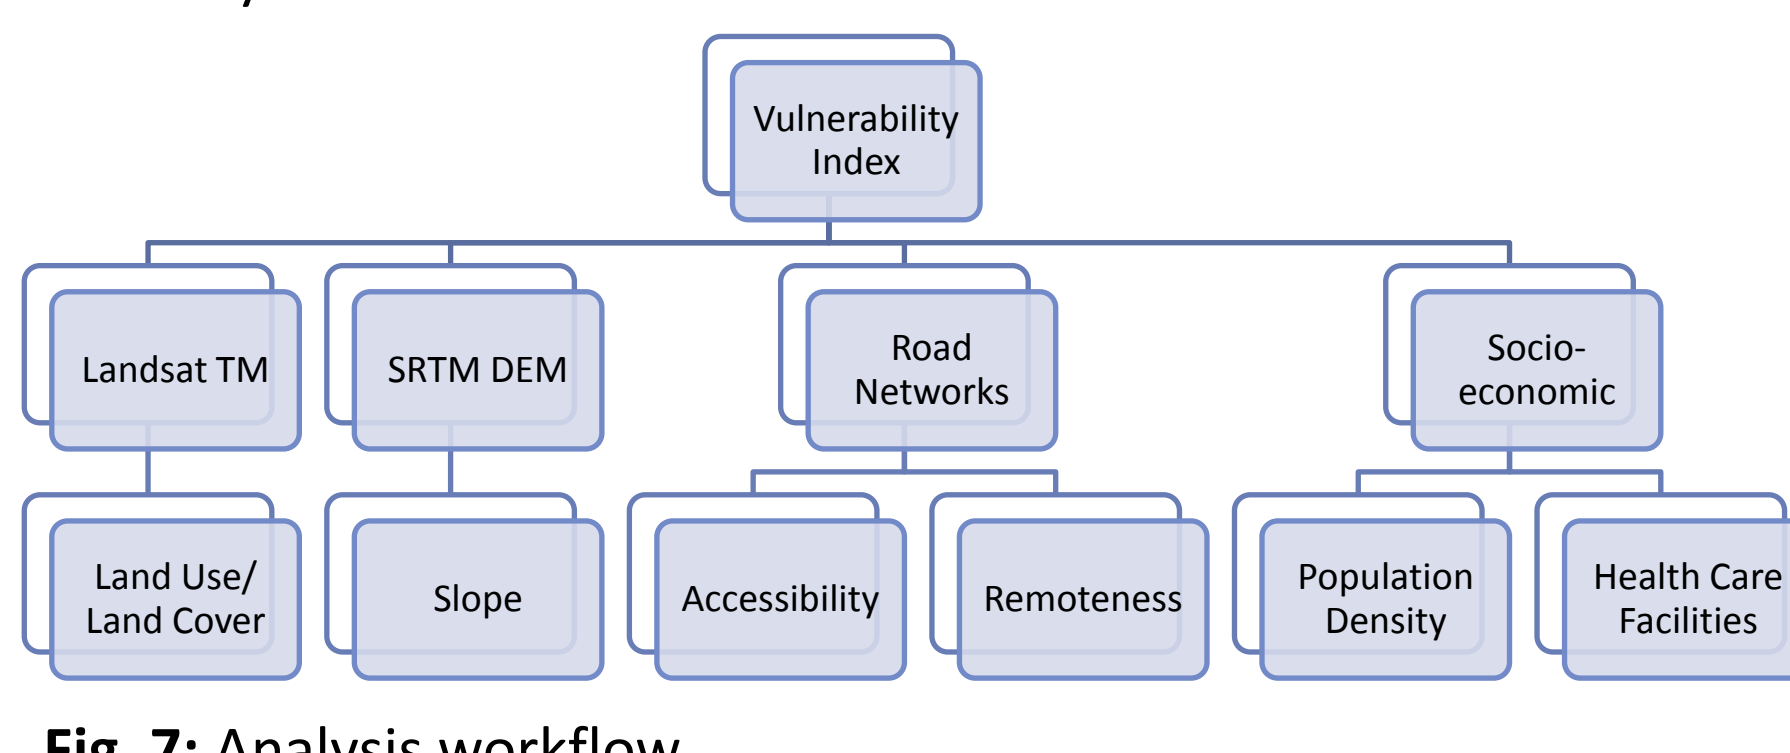 Vulnerability
Index
Landsat TM
SRTM DEM
Road
Networks
Socio-
economic
Land Use/
Land Cover
Slope
Accessibility
Remoteness
Population
Density
Health Care
Facilities
Fig. 7: Analysis workflow